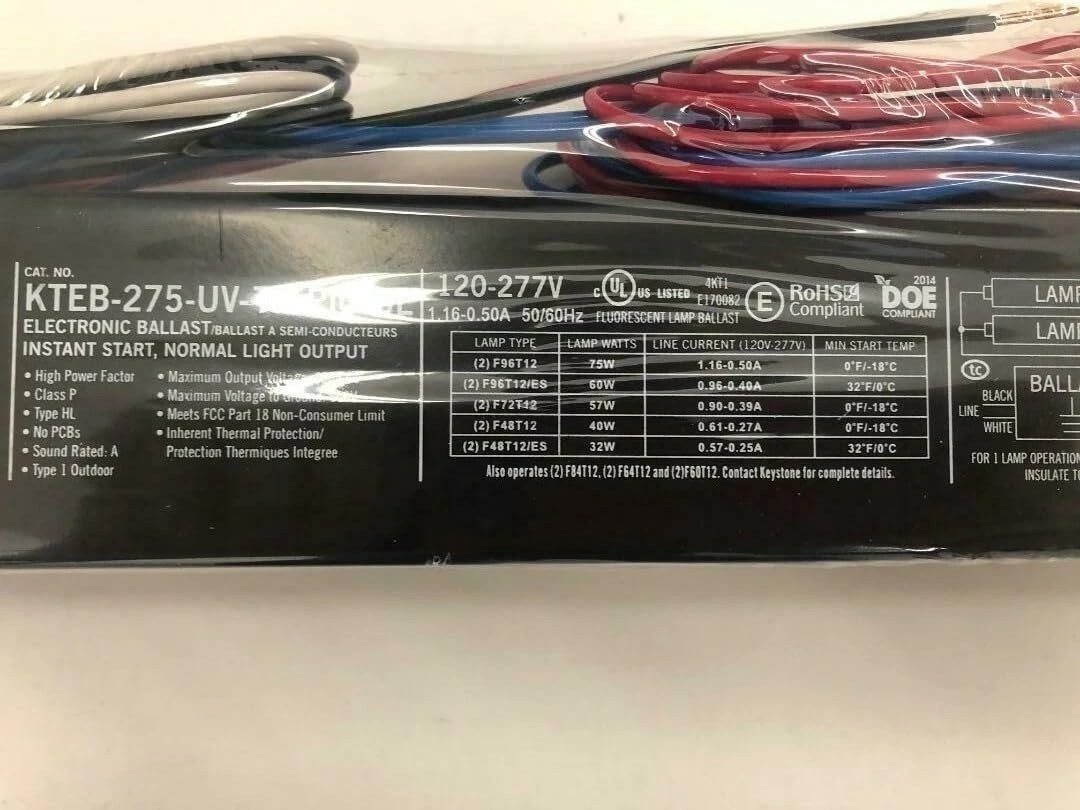 CAT. NO.
KTEB-275-UV-
ELECTRONIC BALLAST/BALLAST A SEMI-CONDUCTEURS
INSTANT START, NORMAL LIGHT OUTPUT
• High Power Factor
• Class P
• Type HL
• No PCBs
• Sound Rated: A
• Type 1 Outdoor
• Maximum Output
• Maximum Voltage to
• Meets FCC Part 18 Non-Consumer Limit
• Inherent Thermal Protection/
Protection Thermiques Integree
120-277V
1.16-0.50A 50/60Hz
C UL US LISTED
4KT1
E170082
FLUORESCENT LAMP BALLAST
E
RoHS
Compliant
2014
DOE
COMPLIANT
LAMP TYPE LAMP WATTS LINE CURRENT (120V-277V) MIN START TEMP
(2) F96T12 75W 1.16-0.50A 0°F/-18°C
(2) F96T12/ES 60W 0.96-0.40A 32°F/0°C
(2) F72T12 57W 0.90-0.39A 0°F/-18°C
(2) F48T12 40W 0.61-0.27A 0°F/-18°C
(2) F48T12/ES 32W 0.57-0.25A 32°F/0°C
Also operates (2) F84T12, (2) F64T12 and (2)F60T12. Contact Keystone for complete details.
LAMP
LAMP
tc
BALLA
BLACK
LINE
WHITE
FOR 1 LAMP OPERATION
INSULATE TO